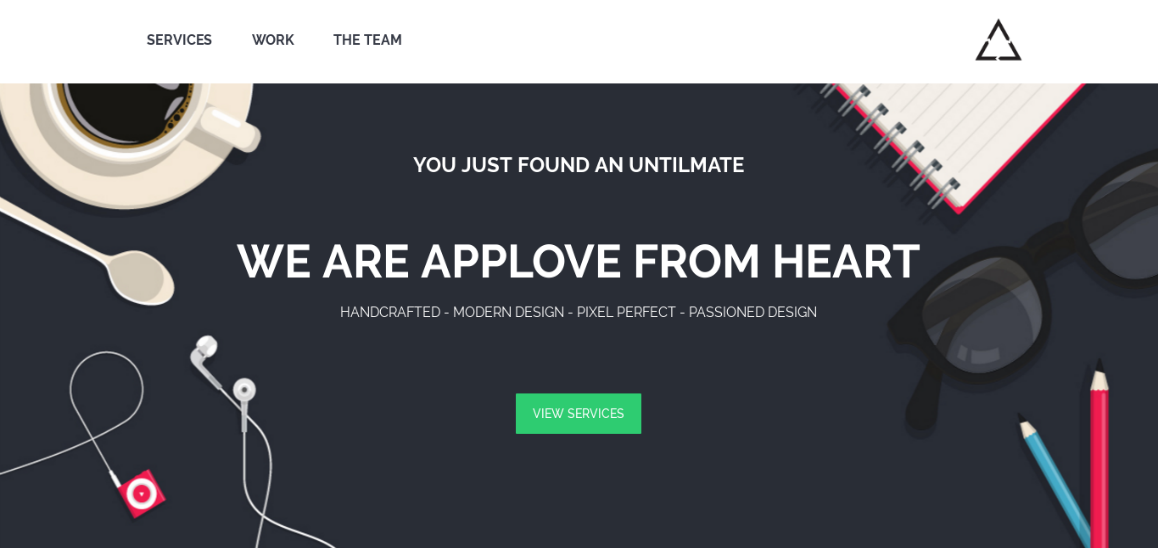 SERVICES WORK THE TEAM
YOU JUST FOUND AN UNTILMATE
WE ARE APPLOVE FROM HEART
HANDCRAFTED - MODERN DESIGN - PIXEL PERFECT - PASSIONED DESIGN
VIEW SERVICES